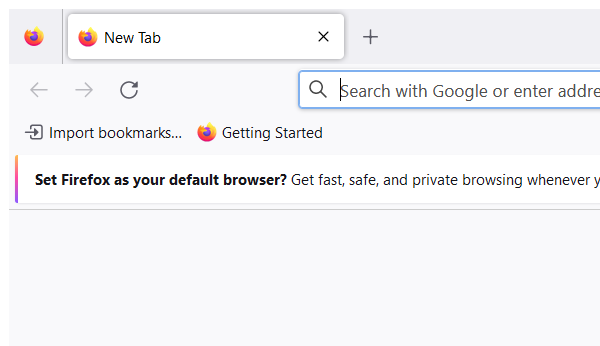 New Tab
Search with Google or enter addre
Import bookmarks... Getting Started
Set Firefox as your default browser? Get fast, safe, and private browsing whenever y